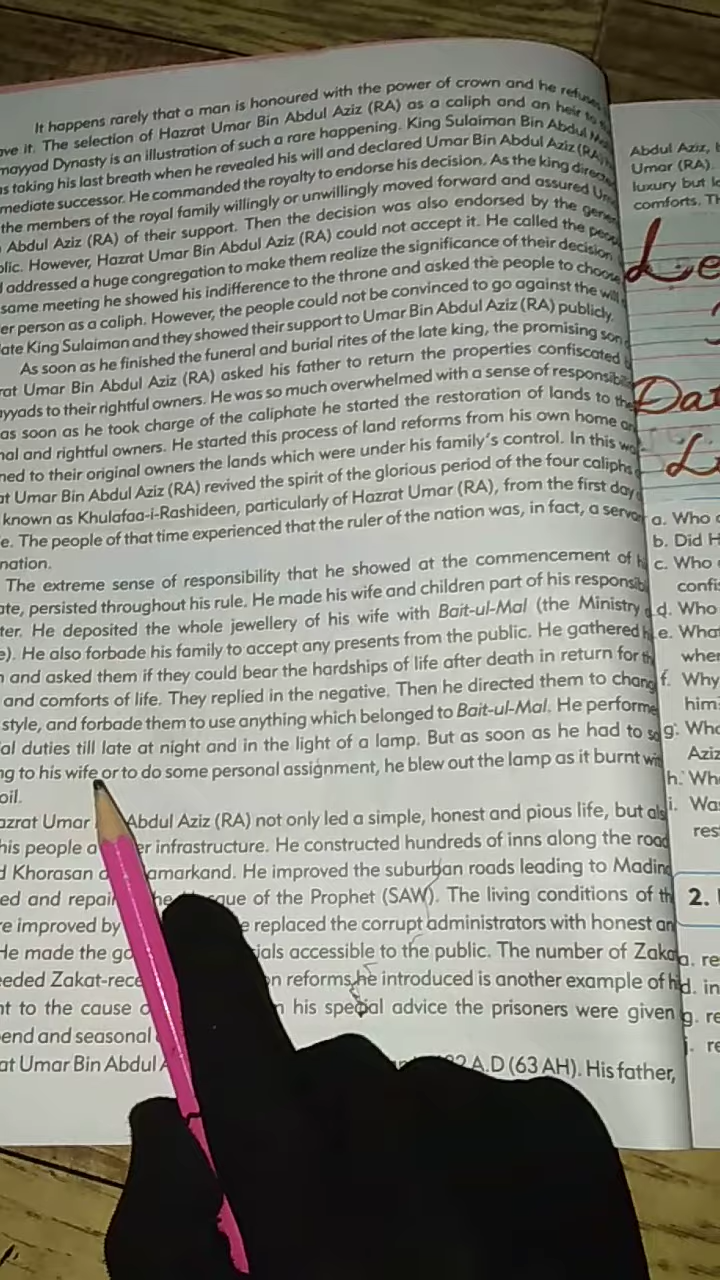 It happens rarely that a man is honoured with the power of crown and he refuses
ve it. The selection of Hazrat Umar Bin Abdul Aziz (RA) as a caliph and an heir to
mayyad Dynasty is an illustration of such a rare happening. King Sulaiman Bin Abdul
s taking his last breath when he revealed his will and declared Umar Bin Abdul Aziz (RA)
mediate successor. He commanded the royalty to endorse his decision. As the king directed
the members of the royal family willingly or unwillingly moved forward and assured
Abdul Aziz (RA) of their support. Then the decision was also endorsed by the gener
blic. However, Hazrat Umar Bin Abdul Aziz (RA) could not accept it. He called the peop
l addressed a huge congregation to make them realize the significance of their decision
same meeting he showed his indifference to the throne and asked the people to choose
er person as a caliph. However, the people could not be convinced to go against the will
ate King Sulaiman and they showed their support to Umar Bin Abdul Aziz (RA) publicly.
As soon as he finished the funeral and burial rites of the late king, the promising son
rat Umar Bin Abdul Aziz (RA) asked his father to return the properties confiscated
yyads to their rightful owners. He was so much overwhelmed with a sense of responsibil
as soon as he took charge of the caliphate he started the restoration of lands to the
nal and rightful owners. He started this process of land reforms from his own home
ned to their original owners the lands which were under his family's control. In this
at Umar Bin Abdul Aziz (RA) revived the spirit of the glorious period of the four caliphs
known as Khulafaa-i-Rashideen, particularly of Hazrat Umar (RA), from the first day
e. The people of that time experienced that the ruler of the nation was, in fact, a serva
nation.
The extreme sense of responsibility that he showed at the commencement of
ate, persisted throughout his rule. He made his wife and children part of his responsib
ter. He deposited the whole jewellery of his wife with Bait-ul-Mal (the Ministry
e). He also forbade his family to accept any presents from the public. He gathered
and asked them if they could bear the hardships of life after death in return for
and comforts of life. They replied in the negative. Then he directed them to chang
style, and forbade them to use anything which belonged to Bait-ul-Mal. He performe
al duties till late at night and in the light of a lamp. But as soon as he had to
ng to his wife or to do some personal assignment, he blew out the lamp as it burnt wit
oil.
azrat Umar Abdul Aziz (RA) not only led a simple, honest and pious life, but als
his people a er infrastructure. He constructed hundreds of inns along the road
d Khorasan amarkand. He improved the suburban roads leading to Madin
ed and repair que of the Prophet (SAW). The living conditions of th
e improved by e replaced the corrupt administrators with honest an
He made the go ials accessible to the public. The number of Zaka
eeded Zakat-rece n reforms he introduced is another example of
nt to the cause his special advice the prisoners were given
end and seasonal
at Umar Bin Abdul A.D (63 AH). His father,
Abdul Aziz,
Umar (RA).
luxury but
comforts.
Le
Dat
a. Who
b. Did H
c. Who
confis
d. Who
e. What
when
f. Why
him
g. Who
Aziz
h. Wh
i. Wa
res
2.
a. re
d. in
g. re
j. re